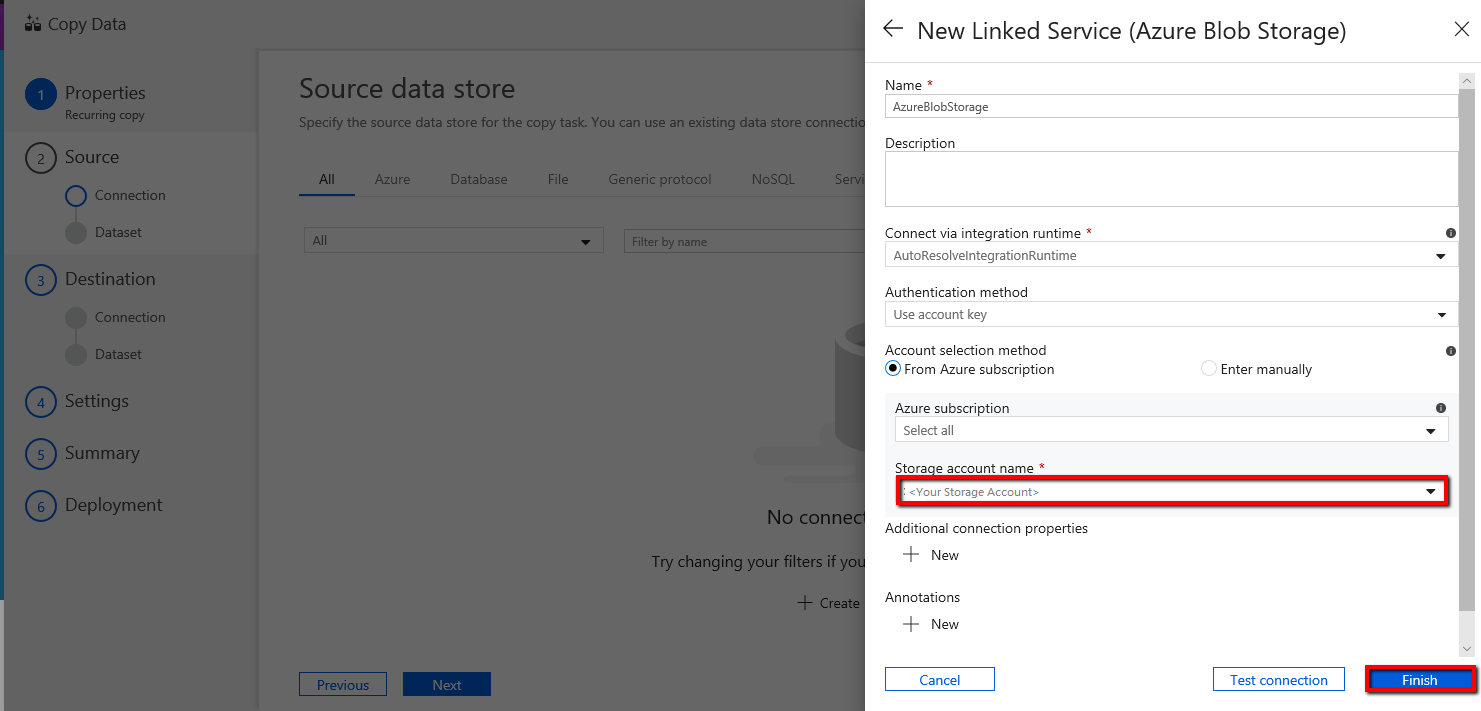 Copy Data
1 Properties
Recurring copy
2 Source
Connection
Dataset
3 Destination
Connection
Dataset
4 Settings
5 Summary
6 Deployment
Source data store
Specify the source data store for the copy task. You can use an existing data store connectio
All Azure Database File Generic protocol NoSQL Servi
All Filter by name
No connect
Try changing your filters if you
Create
Previous Next
New Linked Service (Azure Blob Storage)
Name *
AzureBlobStorage
Description
Connect via integration runtime *
AutoResolveIntegrationRuntime
Authentication method
Use account key
Account selection method
From Azure subscription Enter manually
Azure subscription
Select all
Storage account name *
<Your Storage Account>
Additional connection properties
New
Annotations
New
Cancel Test connection Finish